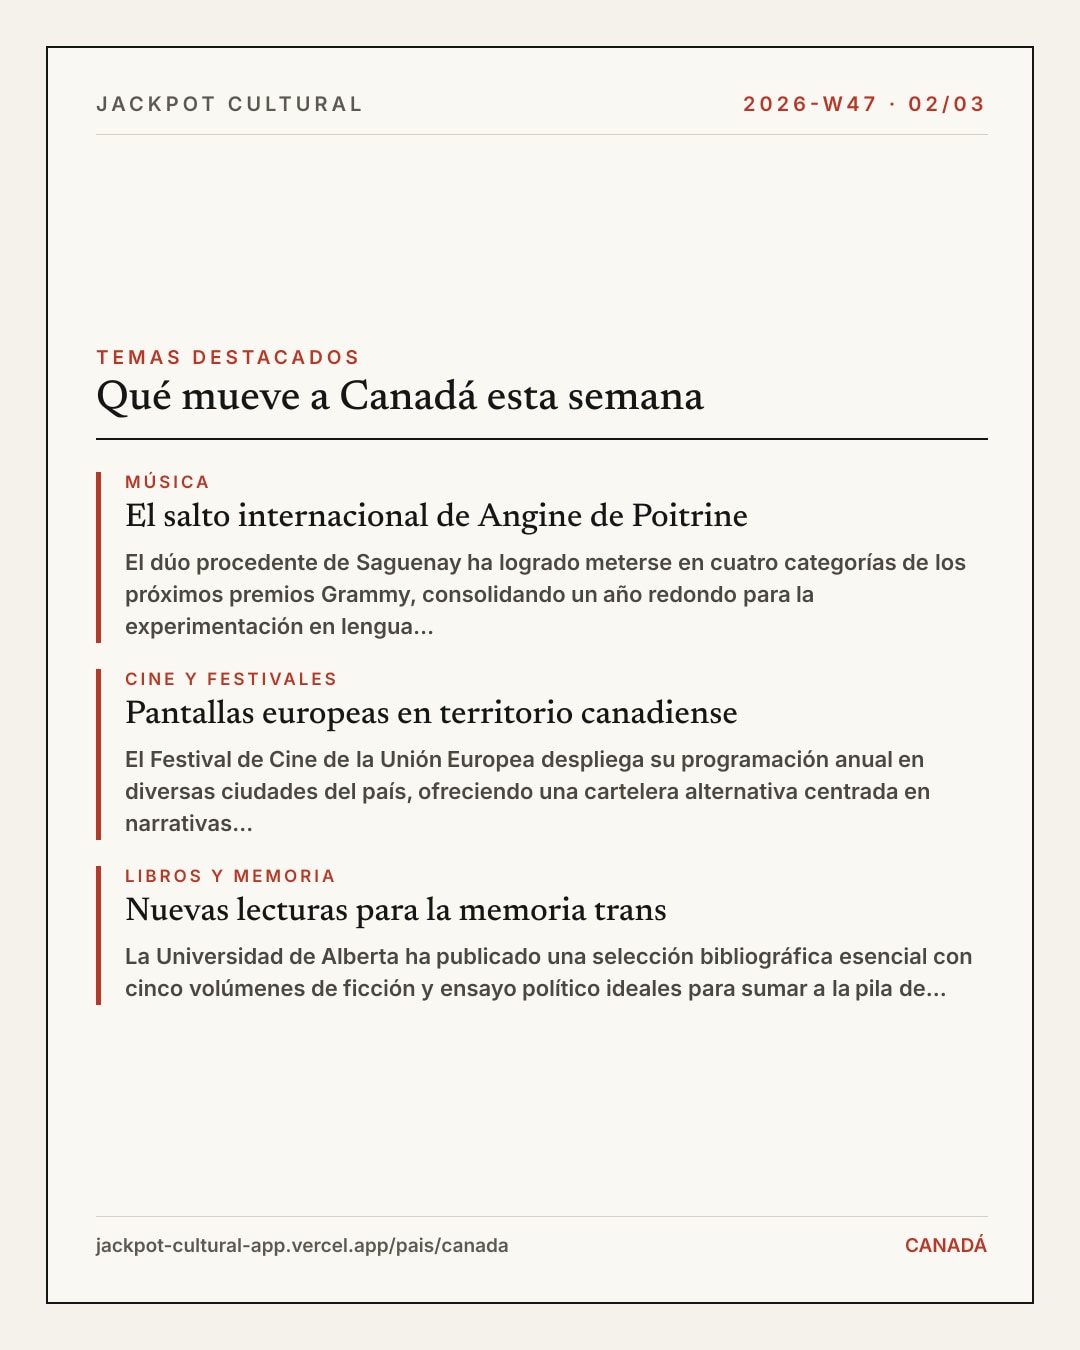 JACKPOT CULTURAL
2026-W47 · 02/03
TEMAS DESTACADOS
Qué mueve a Canadá esta semana
MÚSICA
El salto internacional de Angine de Poitrine
El dúo procedente de Saguenay ha logrado meterse en cuatro categorías de los
próximos premios Grammy, consolidando un año redondo para la
experimentación en lengua…
CINE Y FESTIVALES
Pantallas europeas en territorio canadiense
El Festival de Cine de la Unión Europea despliega su programación anual en
diversas ciudades del país, ofreciendo una cartelera alternativa centrada en
narrativas…
LIBROS Y MEMORIA
Nuevas lecturas para la memoria trans
La Universidad de Alberta ha publicado una selección bibliográfica esencial con
cinco volúmenes de ficción y ensayo político ideales para sumar a la pila de…
jackpot-cultural-app.vercel.app/pais/canada
CANADÁ